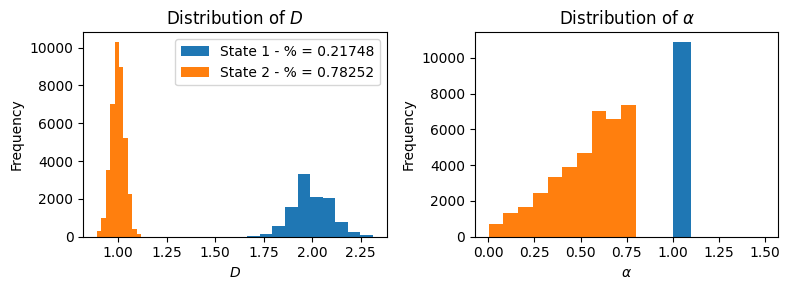 Distribution of D
Frequency
10000
8000
6000
4000
2000
0
State 1 - % = 0.21748
State 2 - % = 0.78252
1.00 1.25 1.50 1.75 2.00 2.25
D
Distribution of α
Frequency
10000
8000
6000
4000
2000
0
0.00 0.25 0.50 0.75 1.00 1.25 1.50
α